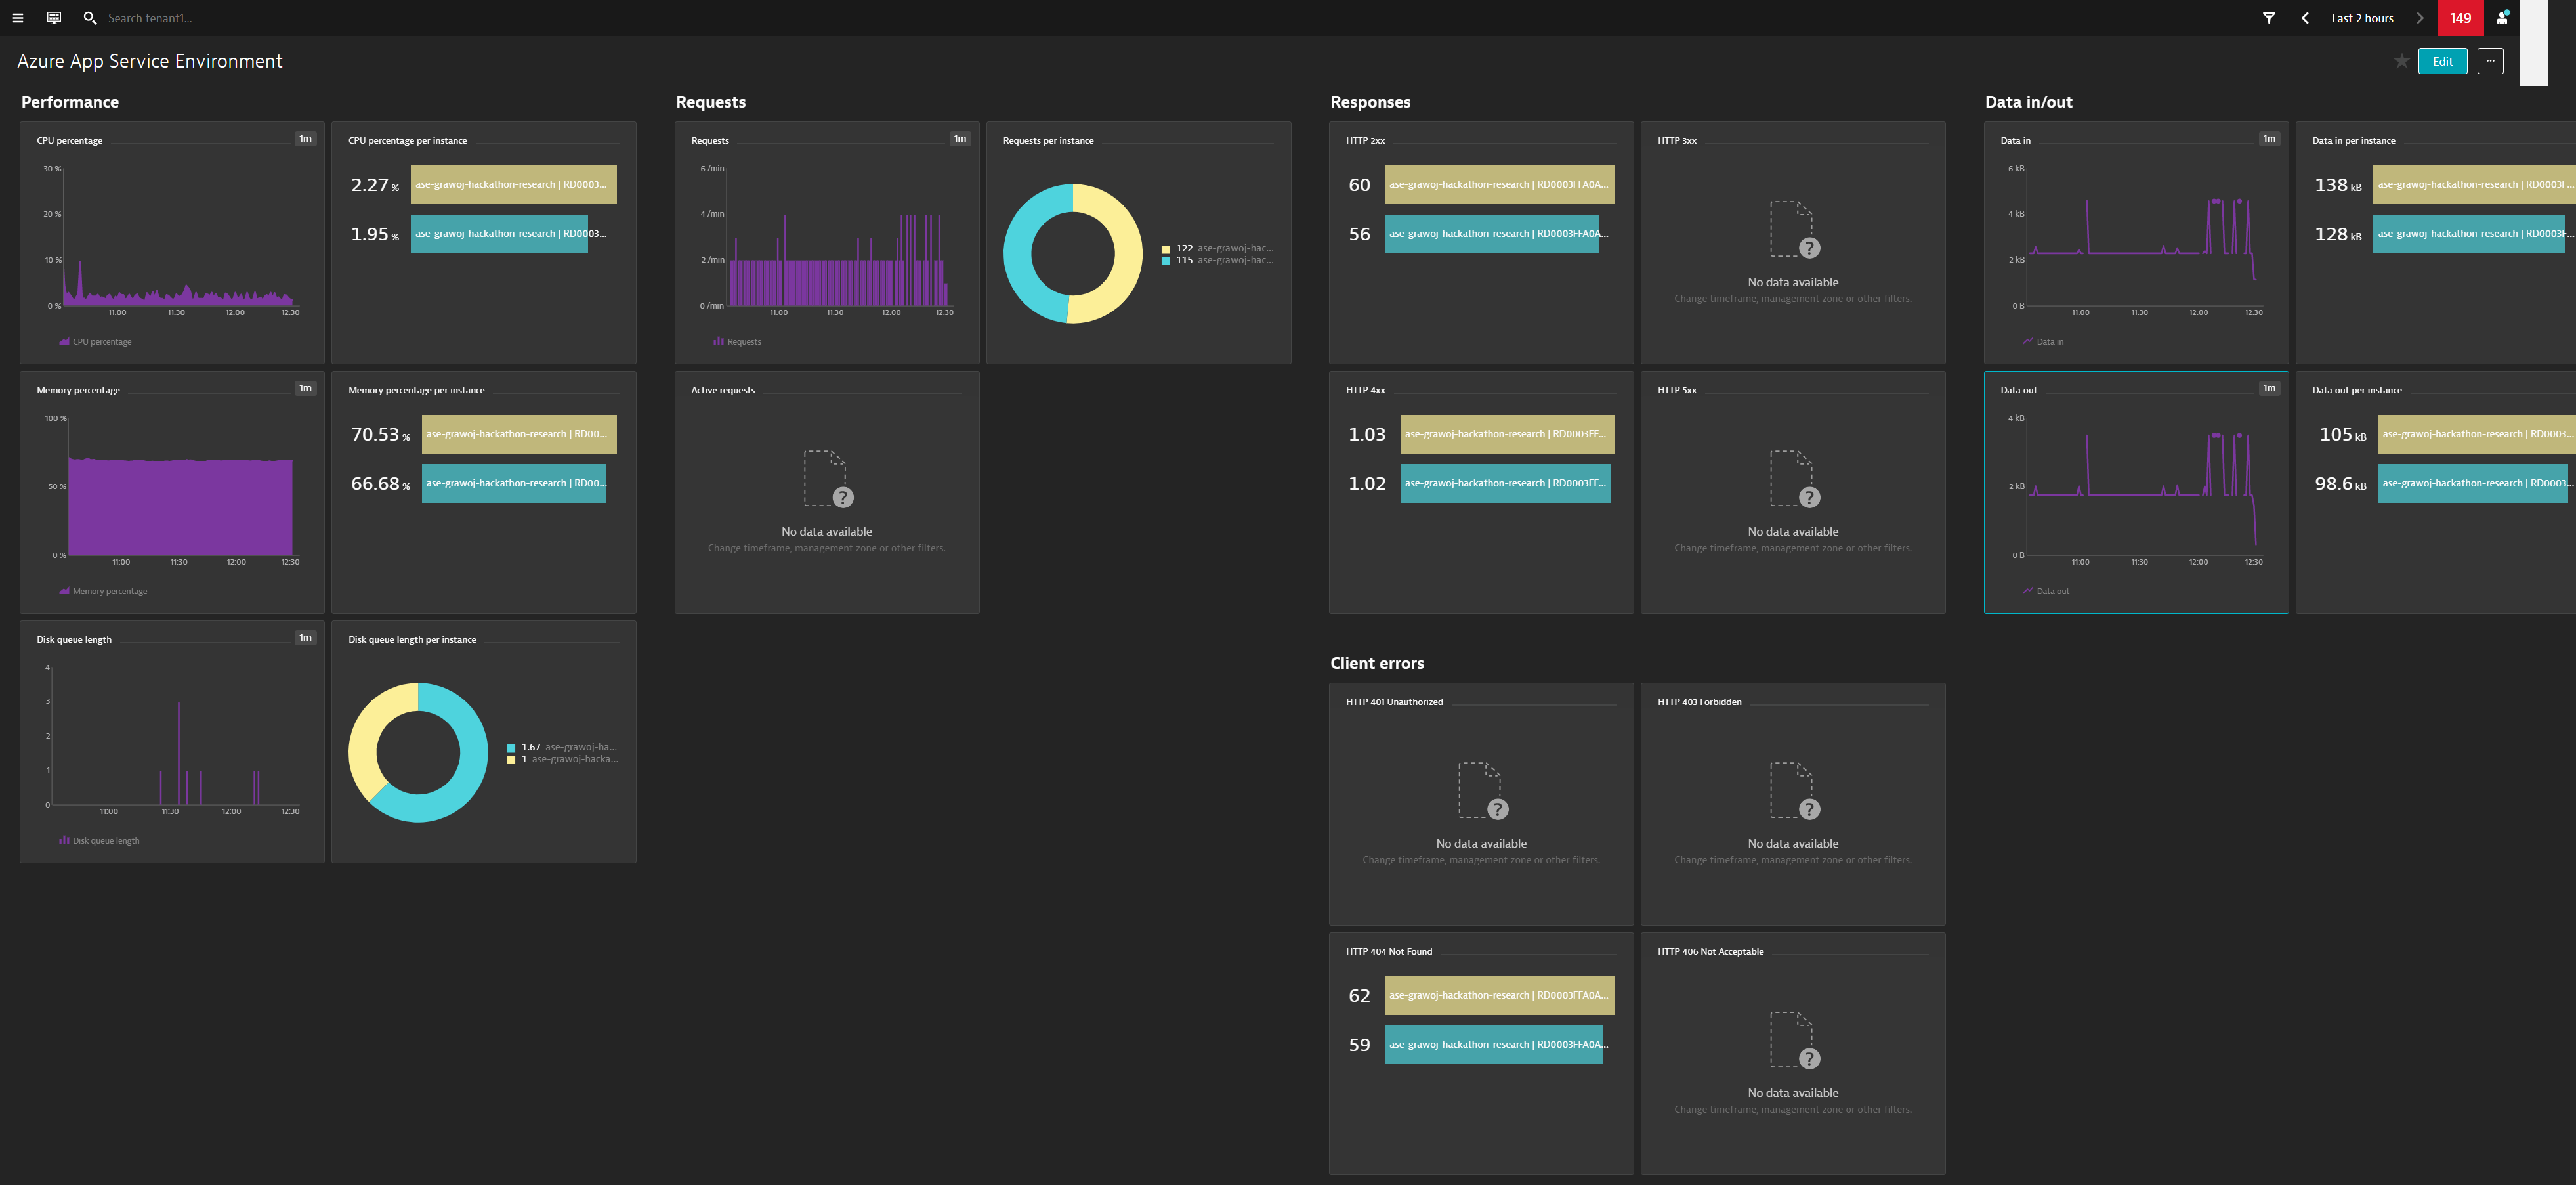 Search tenant1...
Last 2 hours
149
Azure App Service Environment
Edit
...
Performance
CPU percentage
1m
30 %
20 %
10 %
0 %
11:00
11:30
12:00
12:30
CPU percentage
CPU percentage per instance
2.27 %
ase-grawoj-hackathon-research | RD0003...
1.95 %
ase-grawoj-hackathon-research | RD0003...
Memory percentage
1m
100 %
50 %
0 %
11:00
11:30
12:00
12:30
Memory percentage
Memory percentage per instance
70.53 %
ase-grawoj-hackathon-research | RD00...
66.68 %
ase-grawoj-hackathon-research | RD00...
Disk queue length
1m
4
3
2
1
0
11:00
11:30
12:00
12:30
Disk queue length
Disk queue length per instance
1.67 ase-grawoj-ha...
1 ase-grawoj-hacka...
Requests
Requests
1m
6 /min
4 /min
2 /min
0 /min
11:00
11:30
12:00
12:30
Requests
Requests per instance
122 ase-grawoj-hac...
115 ase-grawoj-hac...
Active requests
?
No data available
Change timeframe, management zone or other filters.
Responses
HTTP 2xx
60
ase-grawoj-hackathon-research | RD0003FFA0A...
56
ase-grawoj-hackathon-research | RD0003FFA0A...
HTTP 3xx
?
No data available
Change timeframe, management zone or other filters.
HTTP 4xx
1.03
ase-grawoj-hackathon-research | RD0003FF...
1.02
ase-grawoj-hackathon-research | RD0003FF...
HTTP 5xx
?
No data available
Change timeframe, management zone or other filters.
Client errors
HTTP 401 Unauthorized
?
No data available
Change timeframe, management zone or other filters.
HTTP 403 Forbidden
?
No data available
Change timeframe, management zone or other filters.
HTTP 404 Not Found
62
ase-grawoj-hackathon-research | RD0003FFA0A...
59
ase-grawoj-hackathon-research | RD0003FFA0A...
HTTP 406 Not Acceptable
?
No data available
Change timeframe, management zone or other filters.
Data in/out
Data in
1m
6 kB
4 kB
2 kB
0 B
11:00
11:30
12:00
12:30
Data in
Data in per instance
138 kB
ase-grawoj-hackathon-research | RD0003F...
128 kB
ase-grawoj-hackathon-research | RD0003F...
Data out
1m
4 kB
2 kB
0 B
11:00
11:30
12:00
12:30
Data out
Data out per instance
105 kB
ase-grawoj-hackathon-research | RD0003...
98.6 kB
ase-grawoj-hackathon-research | RD0003...